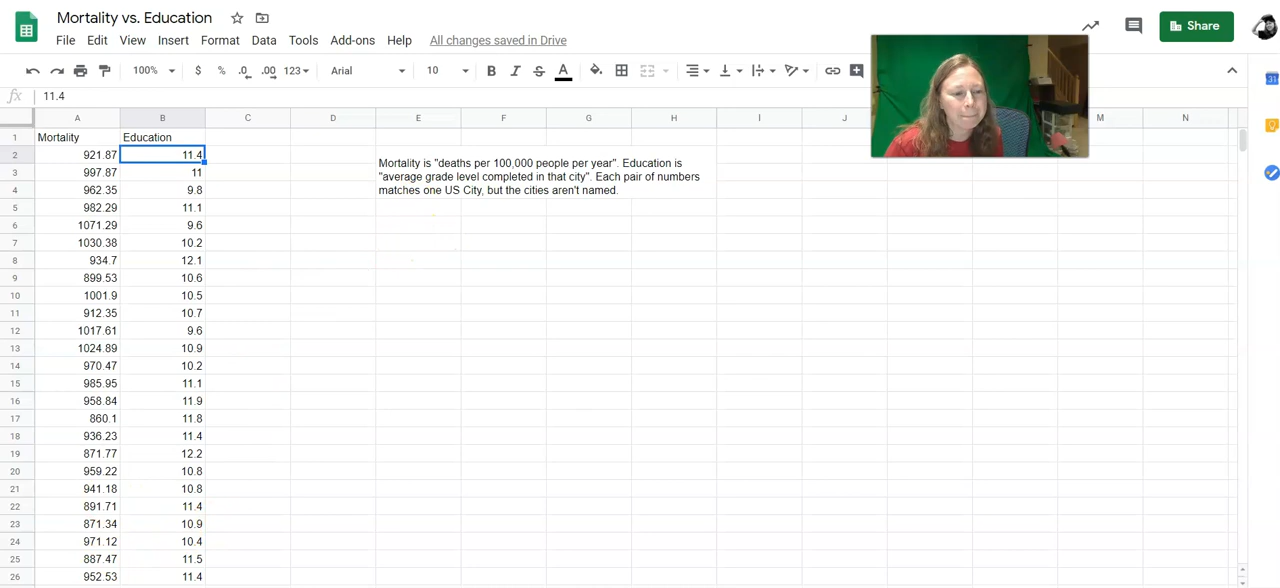 Mortality vs. Education
File Edit View Insert Format Data Tools Add-ons Help All changes saved in Drive
Share
100% $ % .0 .00 123 Arial 10 B I S A
fx 11.4
31
A B C D E F G H I J M N
1 Mortality Education
2 921.87 11.4
3 997.87 11
4 962.35 9.8
5 982.29 11.1
6 1071.29 9.6
7 1030.38 10.2
8 934.7 12.1
9 899.53 10.6
10 1001.9 10.5
11 912.35 10.7
12 1017.61 9.6
13 1024.89 10.9
14 970.47 10.2
15 985.95 11.1
16 958.84 11.9
17 860.1 11.8
18 936.23 11.4
19 871.77 12.2
20 959.22 10.8
21 941.18 10.8
22 891.71 11.4
23 871.34 10.9
24 971.12 10.4
25 887.47 11.5
26 952.53 11.4
Mortality is "deaths per 100,000 people per year". Education is
"average grade level completed in that city". Each pair of numbers
matches one US City, but the cities aren't named.